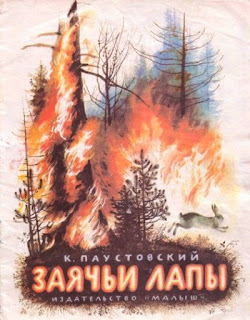 К. ПАУСТОВСКИЙ
ЗАЯЧЬИ ЛАПЫ
ИЗДАТЕЛЬСТВО «МАЛЫШ»